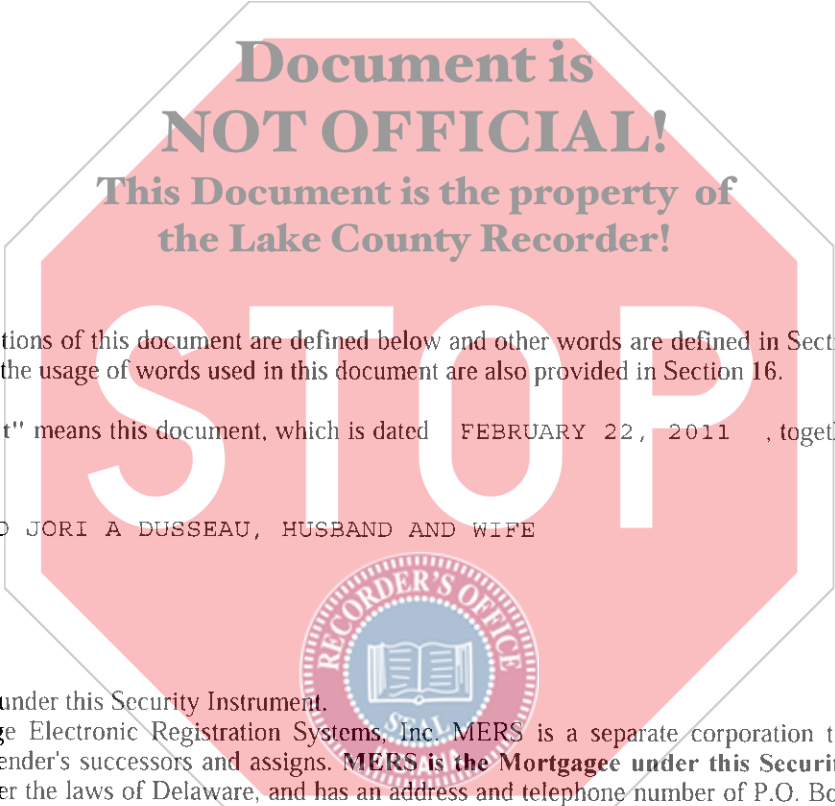 Document is
NOT OFFICIAL!
This Document is the property of
the Lake County Recorder!
STOP
tions of this document are defined below and other words are defined in Secti
the usage of words used in this document are also provided in Section 16.
t" means this document, which is dated FEBRUARY 22, 2011 , togeth
D JORI A DUSSEAU, HUSBAND AND WIFE
RECORDER'S OFFICE
SEAL
under this Security Instrument.
ge Electronic Registration Systems, Inc. MERS is a separate corporation t
ender's successors and assigns. MERS is the Mortgagee under this Securit
er the laws of Delaware, and has an address and telephone number of P.O. Bo